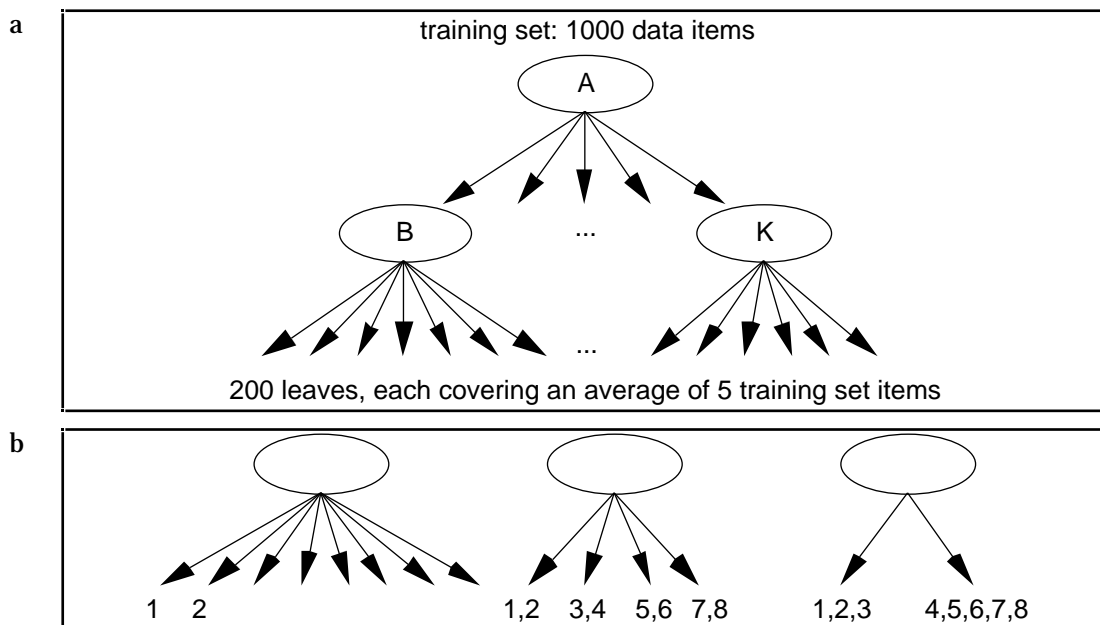 a
training set: 1000 data items
A
B ... K
...
200 leaves, each covering an average of 5 training set items
b
1 2 1,2 3,4 5,6 7,8 1,2,3 4,5,6,7,8